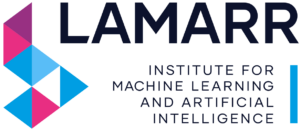 LAMARR
INSTITUTE FOR
MACHINE LEARNING
AND ARTIFICIAL
INTELLIGENCE